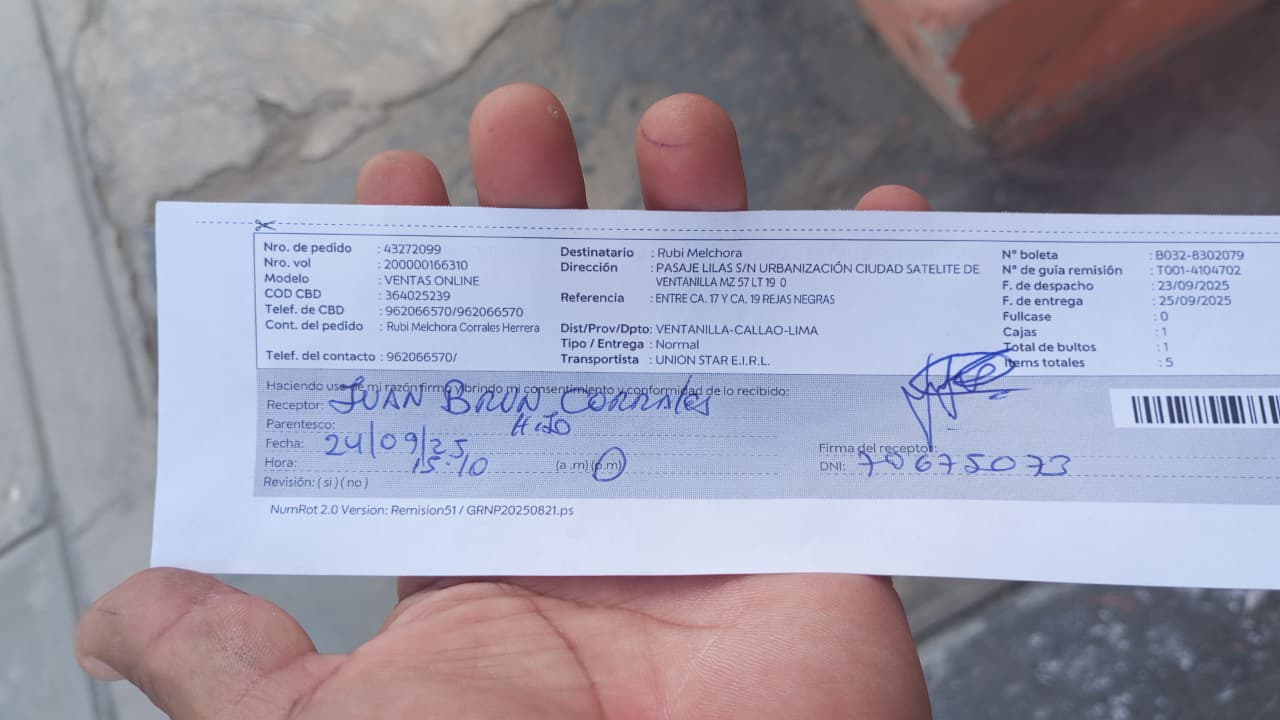 Nro. de pedido : 43272099
Nro. vol : 200000166310
Modelo : VENTAS ONLINE
COD CBD : 364025239
Telef. de CBD : 962066570/962066570
Cont. del pedido : Rubi Melchora Corrales Herrera
Telef. del contacto : 962066570/
Destinatario : Rubi Melchora
Dirección : PASAJE LILAS S/N URBANIZACIÓN CIUDAD SATELITE DE
VENTANILLA MZ 57 LT 19 0
Referencia : ENTRE CA. 17 Y CA. 19 REJAS NEGRAS
Dist/Prov/Dpto: VENTANILLA-CALLAO-LIMA
Tipo / Entrega : Normal
Transportista : UNION STAR E.I.R.L.
N° boleta : B032-8302079
N° de guía remisión : T001-4104702
F. de despacho : 23/09/2025
F. de entrega : 25/09/2025
Fullcase : 0
Cajas : 1
Total de bultos : 1
Items totales : 5
Haciendo uso de mi razón firmo y brindo mi consentimiento y conformidad de lo recibido:
Receptor: JUAN BRUN CORRALES
Parentesco: HIJO
Fecha: 24/09/25
Hora: 15:10 (a .m) (p.m)
Revisión: ( si ) ( no )
Firma del receptor:
DNI: 70675073
NumRot 2.0 Version: Remision51 / GRNP20250821.ps